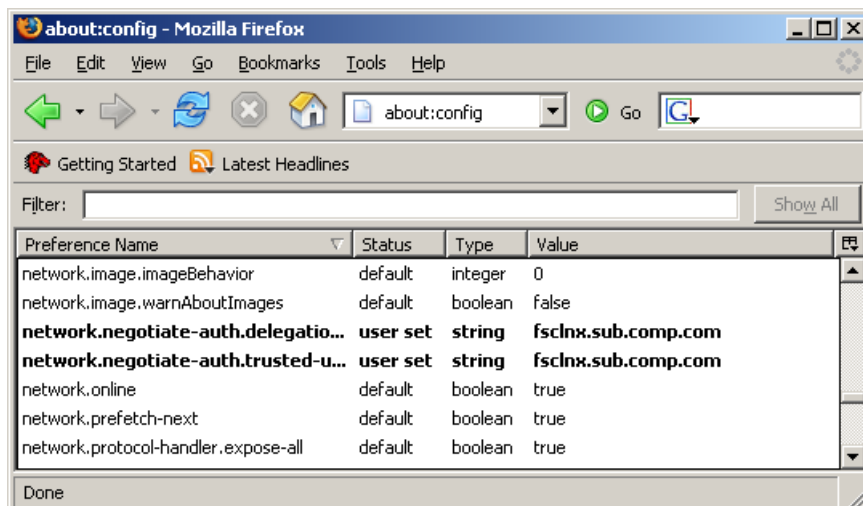 about:config - Mozilla Firefox
File Edit View Go Bookmarks Tools Help
about:config Go G
Getting Started Latest Headlines
Filter: Show All
Preference Name Status Type Value
network.image.imageBehavior default integer 0
network.image.warnAboutImages default boolean false
network.negotiate-auth.delegatio... user set string fsclnx.sub.comp.com
network.negotiate-auth.trusted-u... user set string fsclnx.sub.comp.com
network.online default boolean true
network.prefetch-next default boolean true
network.protocol-handler.expose-all default boolean true
Done